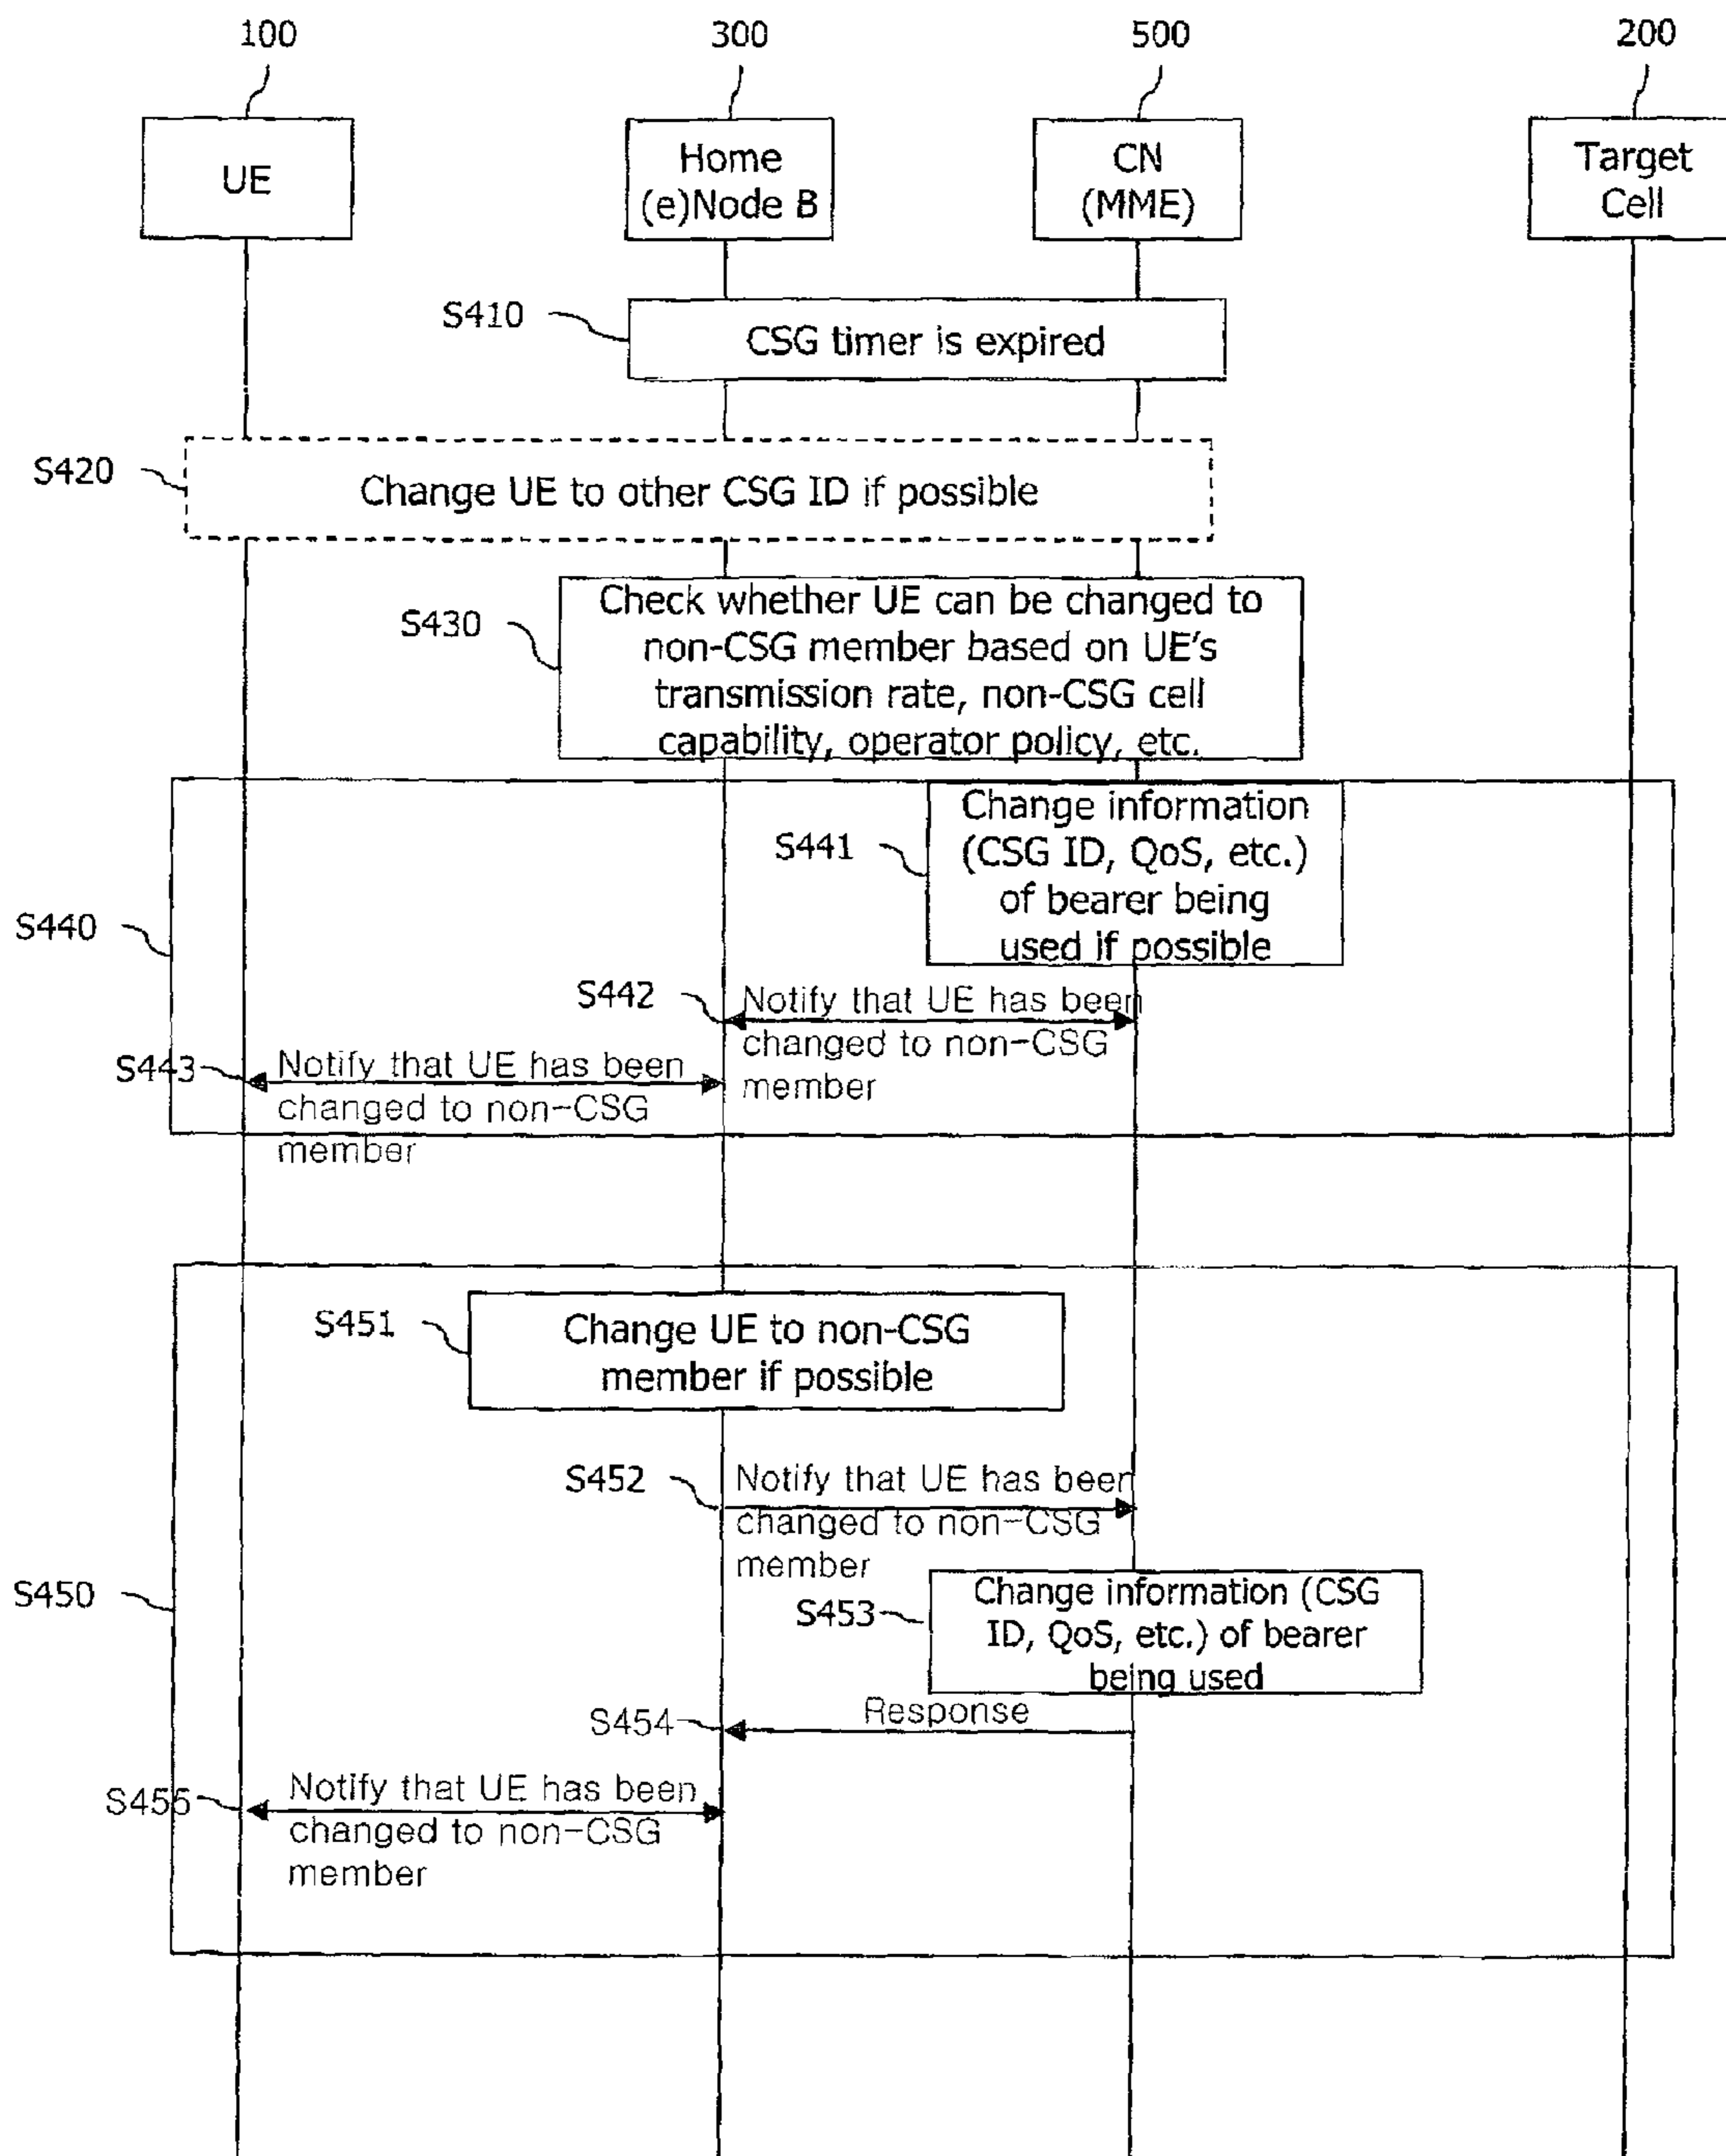 100
300
500
200
UE
Home
(e)Node B
CN
(MME)
Target
Cell
S410
CSG timer is expired
S420
Change UE to other CSG ID if possible
S430
Check whether UE can be changed to
non-CSG member based on UE's
transmission rate, non-CSG cell
capability, operator policy, etc.
S440
S441
Change information
(CSG ID, QoS, etc.)
of bearer being
used if possible
S442
Notify that UE has been
changed to non-CSG
member
S443
Notify that UE has been
changed to non-CSG
member
S450
S451
Change UE to non-CSG
member if possible
S452
Notify that UE has been
changed to non-CSG
member
S453
Change information (CSG
ID, QoS, etc.) of bearer
being used
S454
Response
S455
Notify that UE has been
changed to non-CSG
member